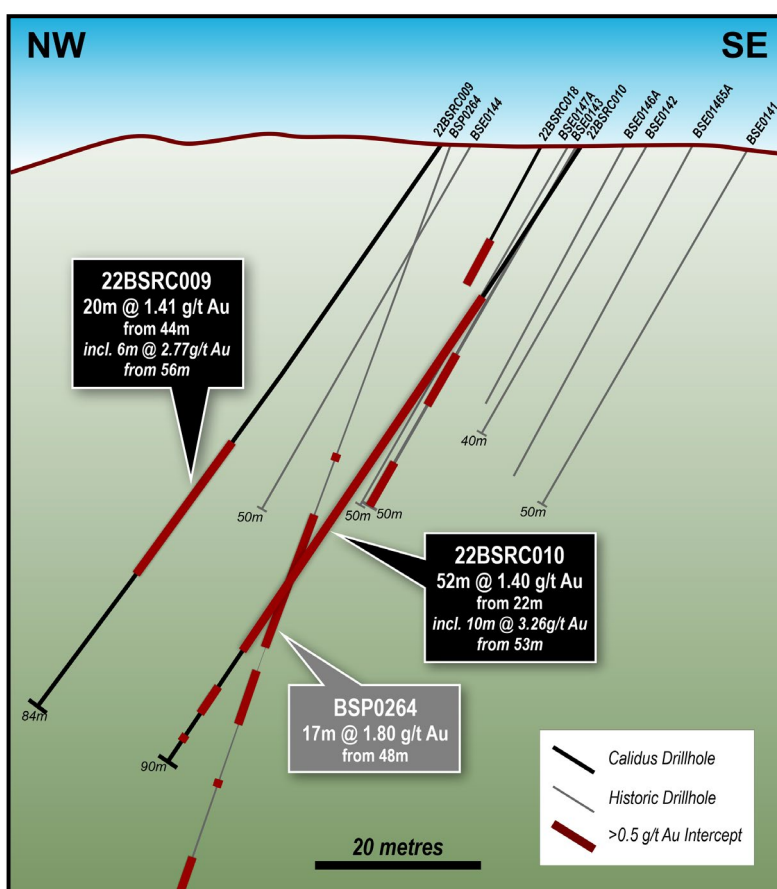 NW
SE
22BSRC009
BSP0264
BSE0144
22BSRC018
BSE0147A
BSE0143
22BSRC010
BSE0146A
BSE0142
BSE01465A
BSE0141
22BSRC009
20m @ 1.41 g/t Au
from 44m
incl. 6m @ 2.77g/t Au
from 56m
40m
50m
50m
50m
50m
22BSRC010
52m @ 1.40 g/t Au
from 22m
incl. 10m @ 3.26g/t Au
from 53m
BSP0264
17m @ 1.80 g/t Au
from 48m
84m
90m
Calidus Drillhole
Historic Drillhole
>0.5 g/t Au Intercept
20 metres